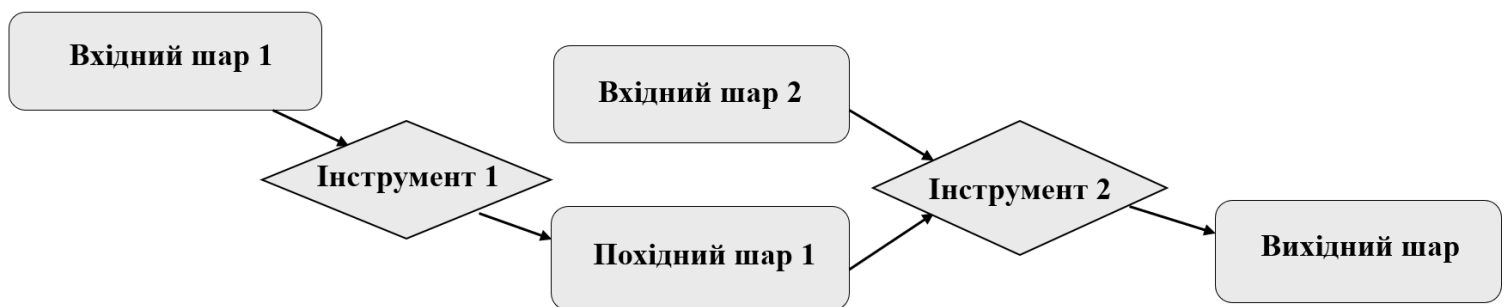 Вхідний шар 1
Інструмент 1
Вхідний шар 2
Похідний шар 1
Інструмент 2
Вихідний шар